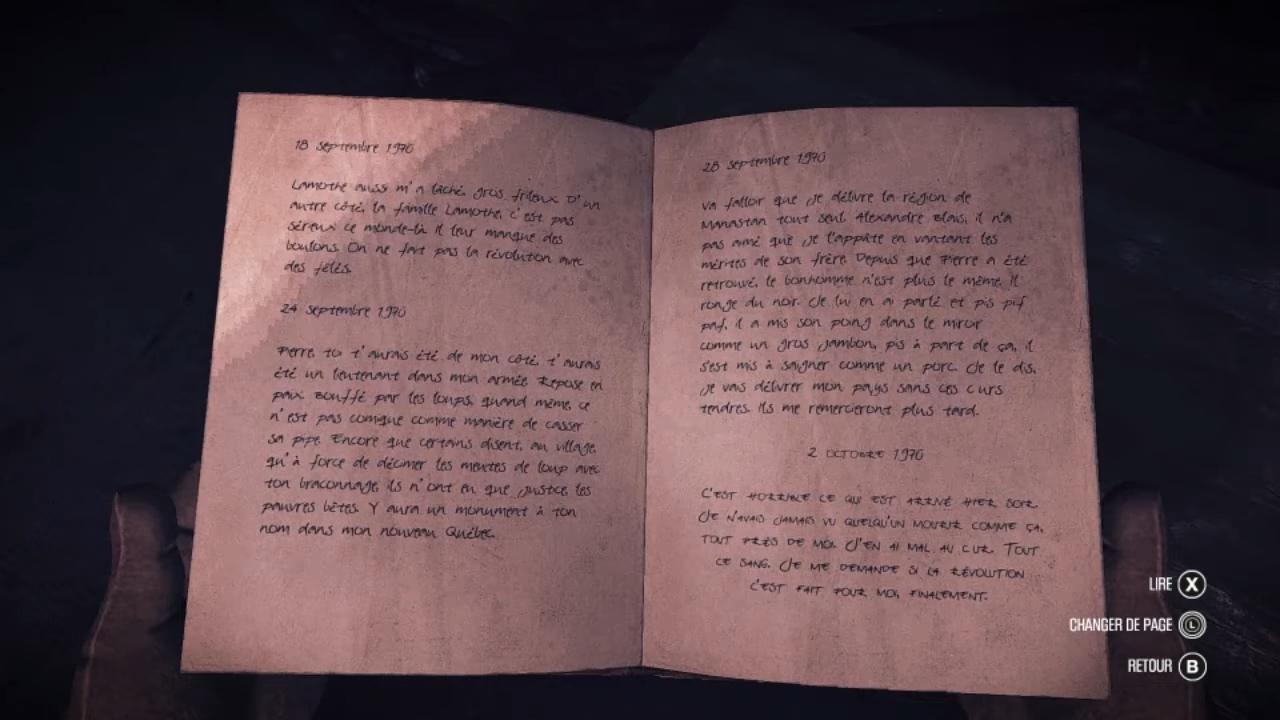 18 septembre 1970
Lamothe aussi m'a lâché, gros frileux. D'un
autre côté, la famille Lamothe, c'est pas
sérieux ce monde-là. Il leur manque des
boulons. On ne fait pas la révolution avec
des fêlés.
24 septembre 1970
Pierre, toi t'aurais été de mon côté, t'aurais
été un lieutenant dans mon armée. Repose en
paix. Bouffé par les loups, quand même, ce
n'est pas comique comme manière de casser
sa pipe. Encore que certains disent, au village,
qu'à force de décimer les meutes de loup avec
ton braconnage, ils n'ont eu que justice, les
pauvres bêtes. Y aura un monument à ton
nom dans mon nouveau Québec.
28 septembre 1970
Va falloir que je délivre la région de
Manastan tout seul. Alexandre Blais, il n'a
pas aimé que je l'appâte en vantant les
mérites de son frère. Depuis que Pierre a été
retrouvé, le bonhomme n'est plus le même. Il
ronge du noir. Je lui en ai parlé et pis pif
paf, il a mis son poing dans le miroir
comme un gros jambon, pis à part de ça, il
s'est mis à saigner comme un porc. Je le dis,
je vais délivrer mon pays sans ces c urs
tendres. Ils me remercieront plus tard.
2 OCTOBRE 1970
C'EST HORRIBLE CE QUI EST ARRIVÉ HIER SOIR.
JE N'AVAIS JAMAIS VU QUELQU'UN MOURIR COMME ÇA,
TOUT PRÈS DE MOI. J'EN AI MAL AU C UR. TOUT
CE SANG. JE ME DEMANDE SI LA RÉVOLUTION
C'EST FAIT POUR MOI, FINALEMENT.
LIRE X
CHANGER DE PAGE L
RETOUR B